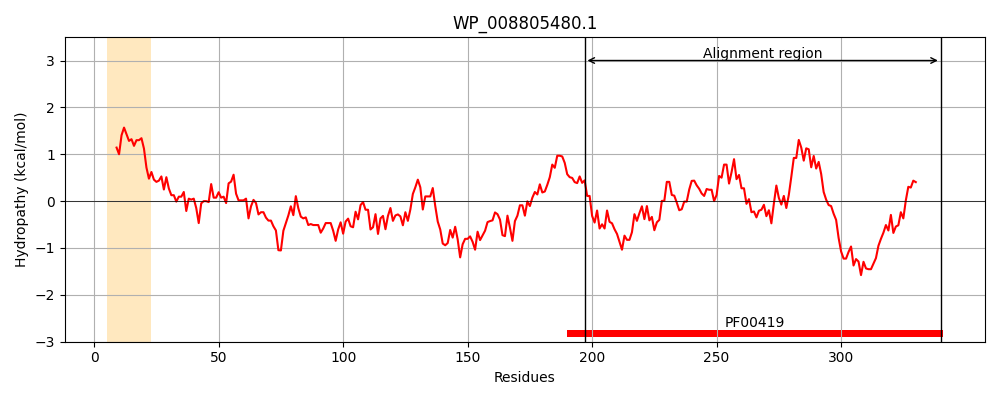 WP_008805480.1
Alignment region
PF00419
Hydropathy (kcal/mol)
3
2
1
0
−1
−2
−3
0 50 100 150 200 250 300
Residues